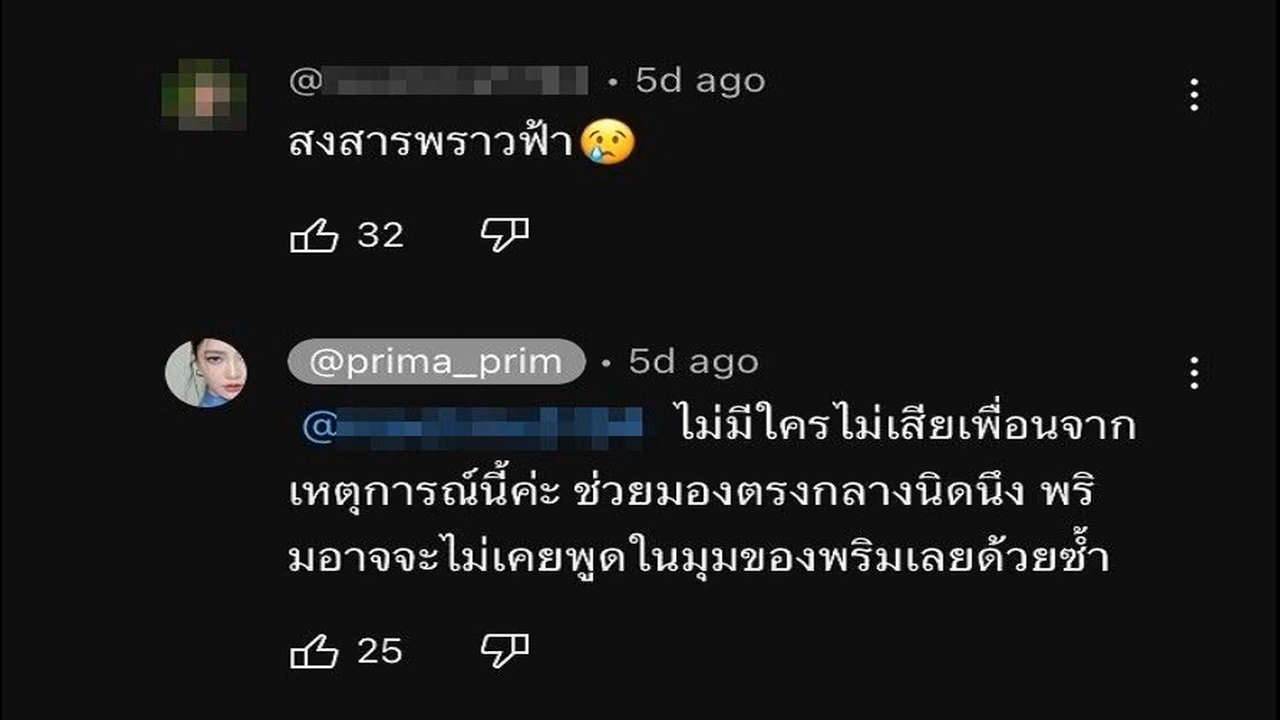 @ • 5d ago
สงสารพราวฟ้า😢
32
@prima_prim • 5d ago
@ ไม่มีใครไม่เสียเพื่อนจาก
เหตุการณ์นี้ค่ะ ช่วยมองตรงกลางนิดนึง พริ
มอาจจะไม่เคยพูดในมุมของพริมเลยด้วยซ้ำ
25